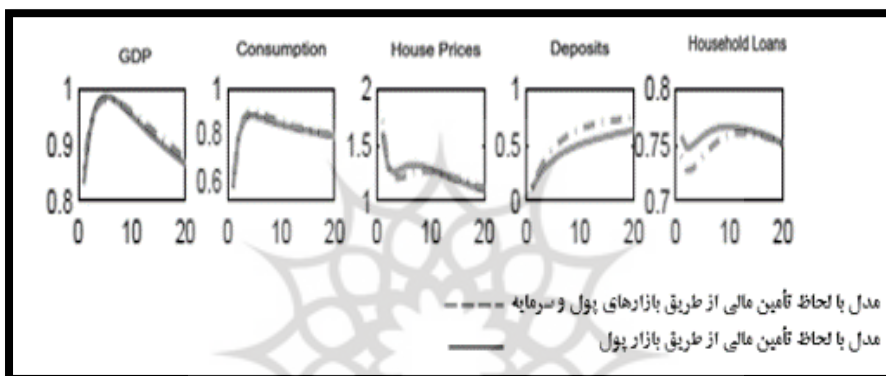 GDP
Consumption
House Prices
Deposits
Household Loans
1
0.9
0.8
0 10 20
1
0.8
0.6
0 10 20
2
1.5
1
0 10 20
1
0.5
0
0 10 20
0.8
0.75
0.7
0 10 20
مدل با لحاظ تأمین مالی از طریق بازارهای پول و سرمایه
مدل با لحاظ تأمین مالی از طریق بازار پول